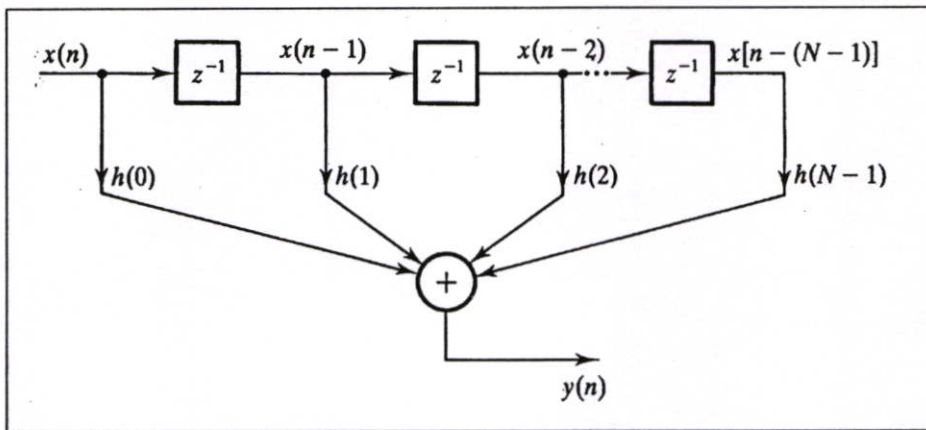 x(n) z⁻¹ x(n − 1) z⁻¹ x(n − 2) z⁻¹ x[n − (N − 1)]
h(0) h(1) h(2) h(N − 1)
+
y(n)